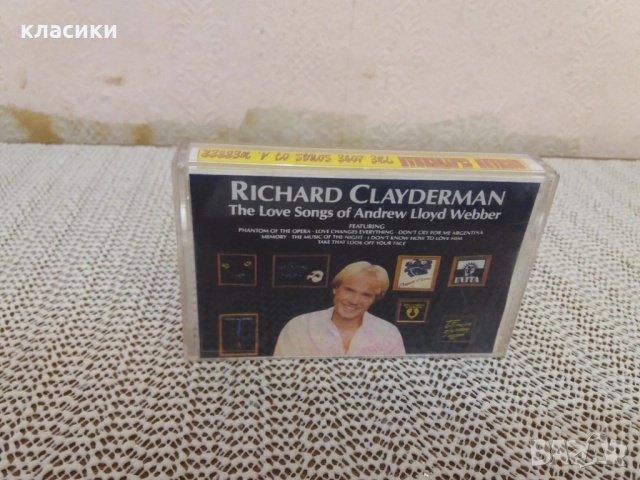 класики
RICHARD CLAYDERMAN
The Love Songs of Andrew Lloyd Webber
FEATURING
PHANTOM OF THE OPERA · LOVE CHANGES EVERYTHING · DON'T CRY FOR ME ARGENTINA
MEMORY · THE MUSIC OF THE NIGHT · I DON'T KNOW HOW TO LOVE HIM
TAKE THAT LOOK OFF YOUR FACE
EVITA